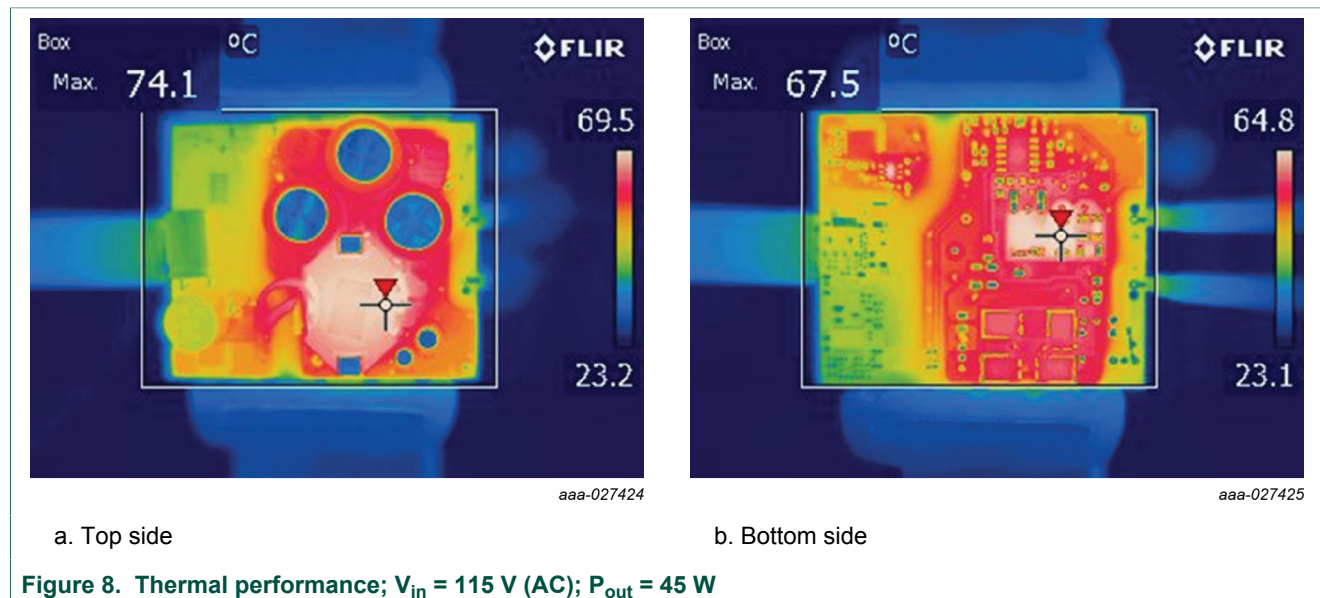 Box °C FLIR
Max. 74.1
69.5
23.2
aaa-027424
a. Top side
Box °C FLIR
Max. 67.5
64.8
23.1
aaa-027425
b. Bottom side
Figure 8. Thermal performance; Vin = 115 V (AC); Pout = 45 W